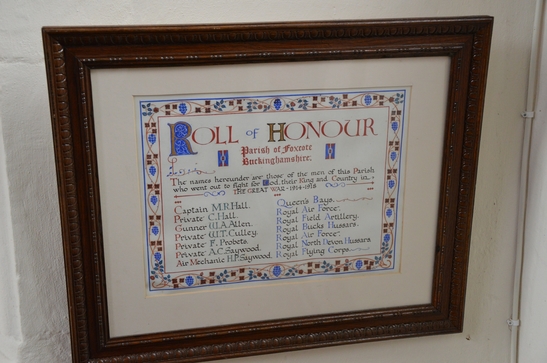 ROLL OF HONOUR
Parish of Foxcote
Buckinghamshire.
The names hereunder are those of the men of this Parish
who went out to fight for God, their King and Country in
THE GREAT WAR - 1914-1918
Captain M.R. Hall. Queen's Bays.
Private C.J. Hall. Royal Air Force.
Gunner W.A. Allen. Royal Field Artillery.
Private W.T. Culley. Royal Bucks Hussars.
Private F. Probets. Royal Air Force.
Private A.C. Saywood. Royal North Devon Hussars
Air Mechanic H.P. Saywood. Royal Flying Corps